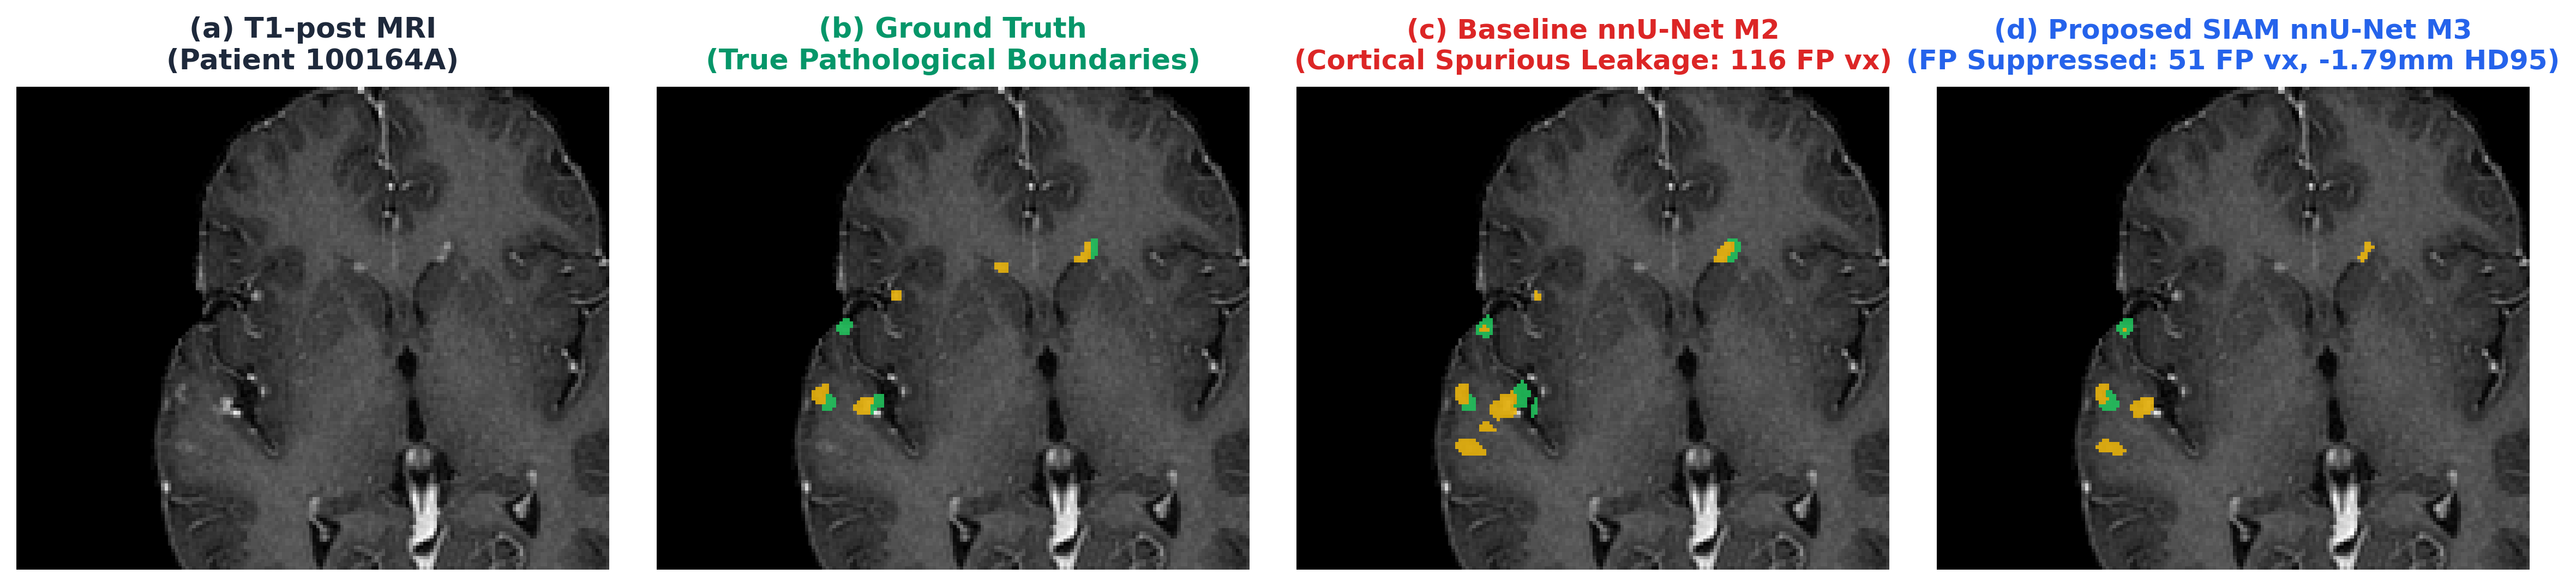 (a) T1-post MRI
(Patient 100164A)
(b) Ground Truth
(True Pathological Boundaries)
(c) Baseline nnU-Net M2
(Cortical Spurious Leakage: 116 FP vx)
(d) Proposed SIAM nnU-Net M3
(FP Suppressed: 51 FP vx, -1.79mm HD95)